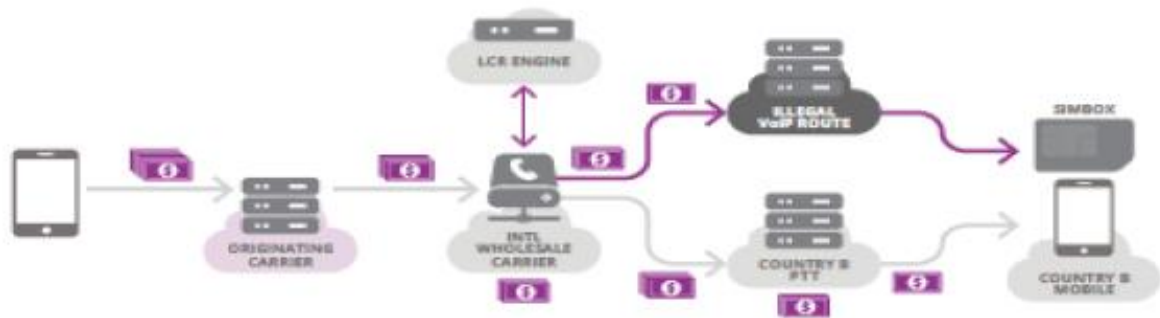 LCR ENGINE
ILLEGAL
VoIP ROUTE
SIMBOX
ORIGINATING
CARRIER
INTL
WHOLESALE
CARRIER
COUNTRY B
PTT
COUNTRY B
MOBILE